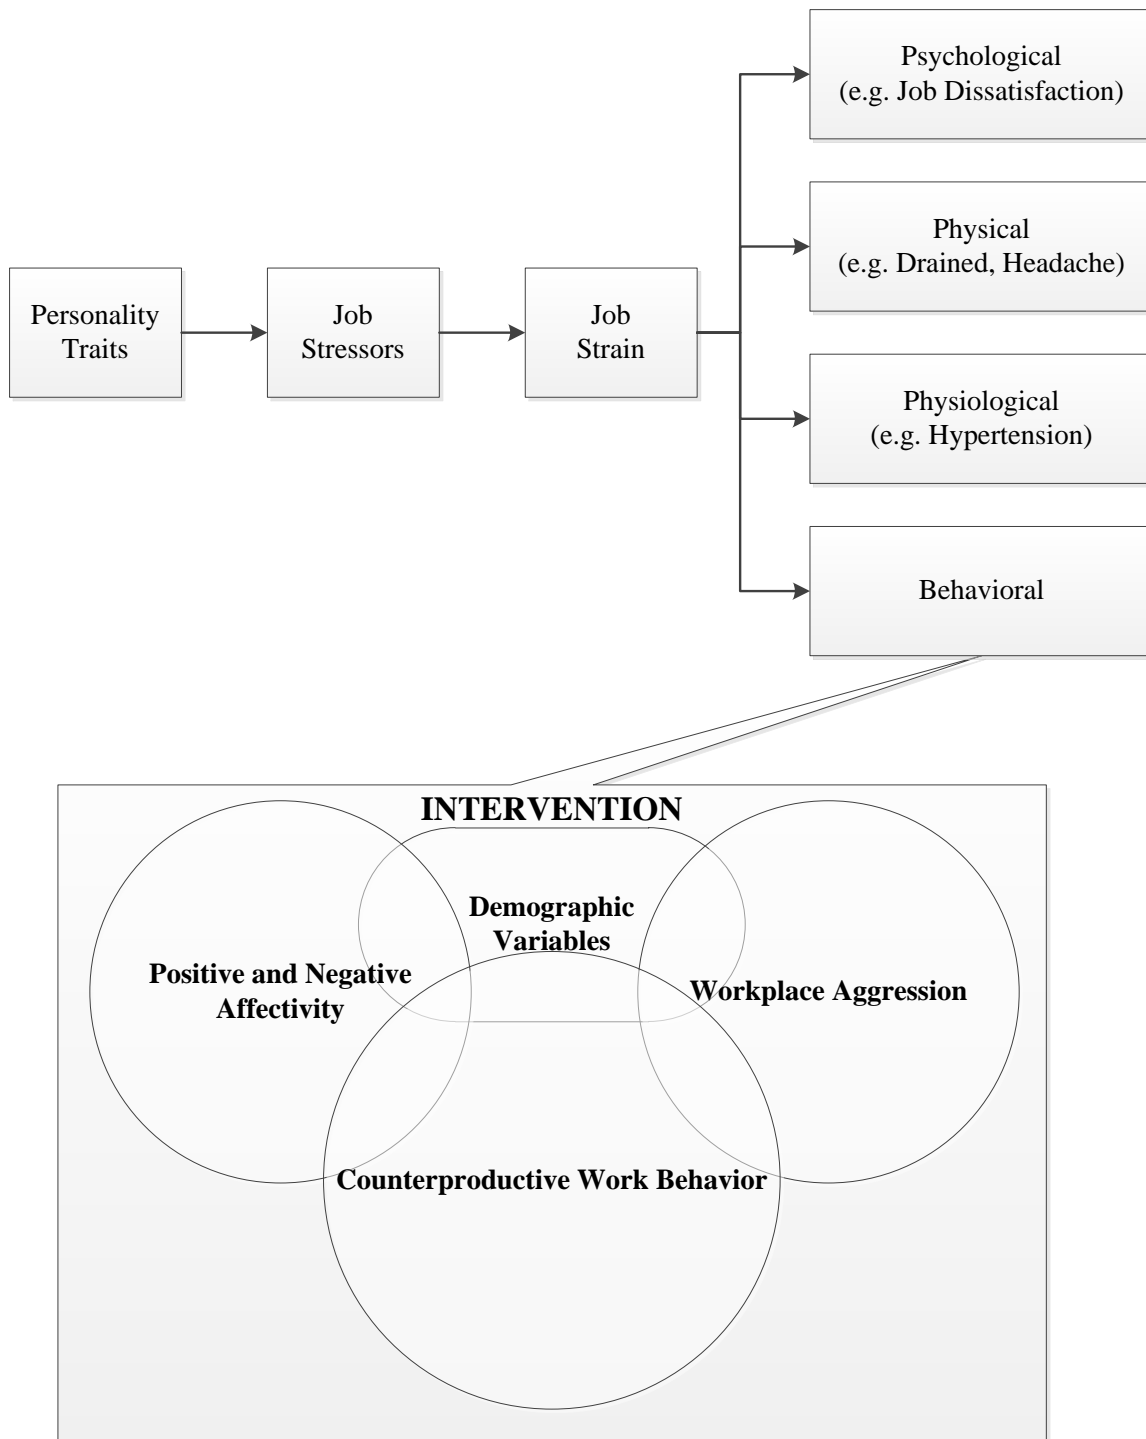 Psychological
(e.g. Job Dissatisfaction)
Physical
(e.g. Drained, Headache)
Personality
Traits
Job
Stressors
Job
Strain
Physiological
(e.g. Hypertension)
Behavioral
INTERVENTION
Demographic
Variables
Positive and Negative
Affectivity
Workplace Aggression
Counterproductive Work Behavior